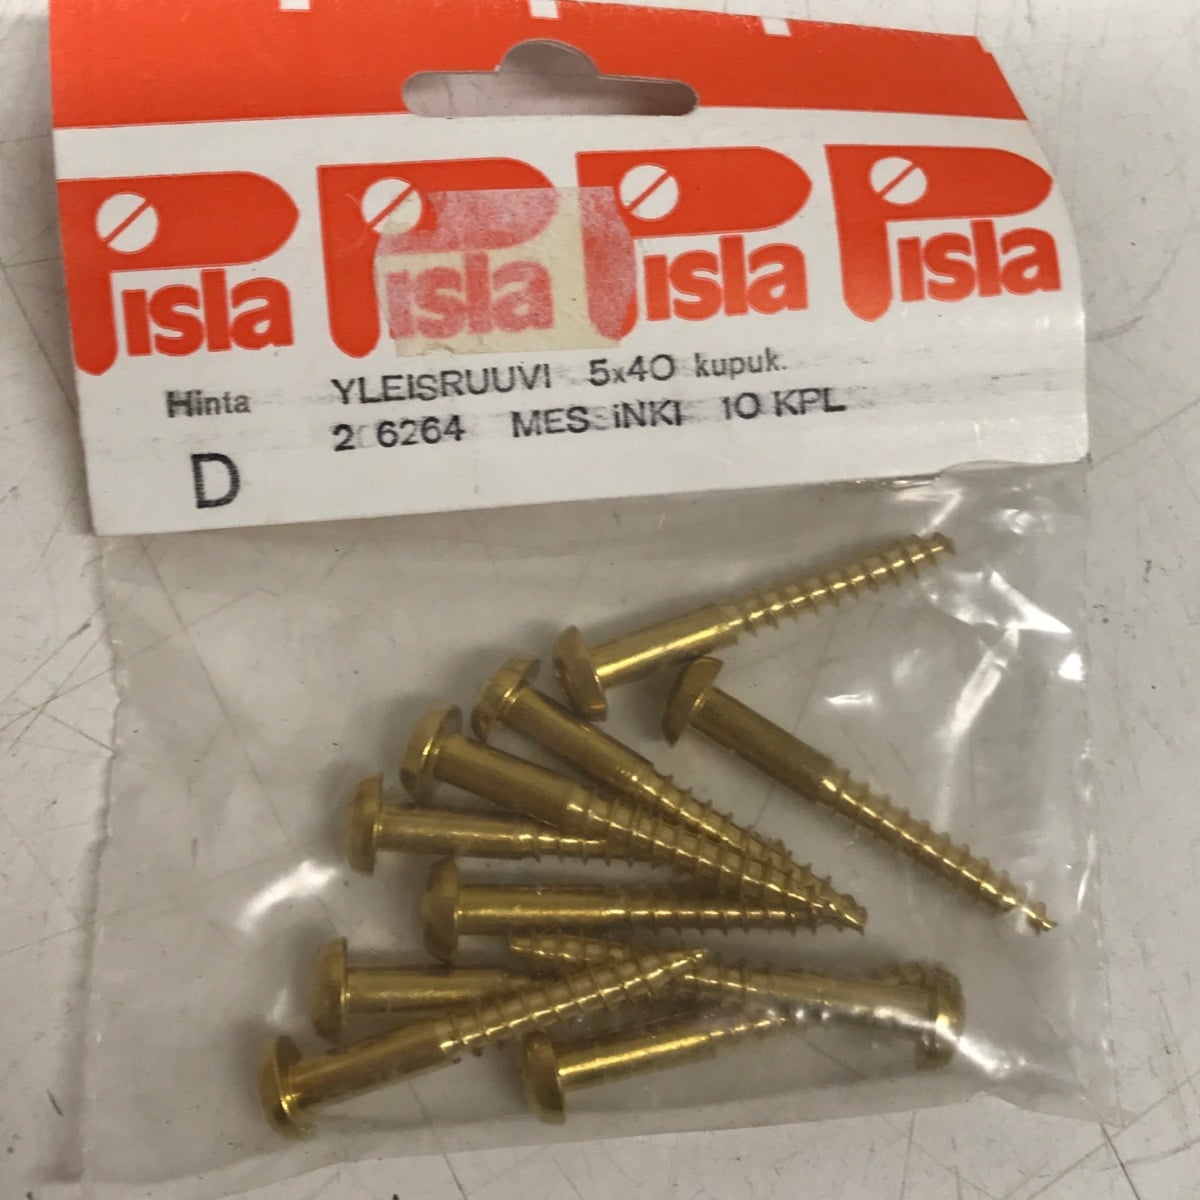 Pisla Pisla Pisla Pisla
Hinta YLEISRUUVI 5x40 kupuk.
2 6264 MESSiNKI 10 KPL
D